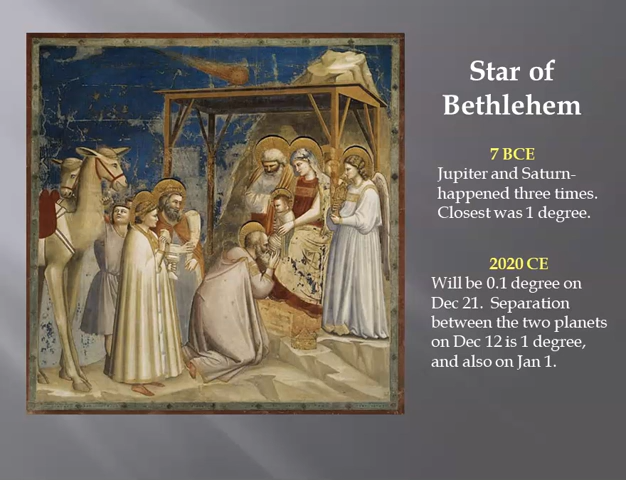 Star of
Bethlehem
7 BCE
Jupiter and Saturn-
happened three times.
Closest was 1 degree.
2020 CE
Will be 0.1 degree on
Dec 21. Separation
between the two planets
on Dec 12 is 1 degree,
and also on Jan 1.